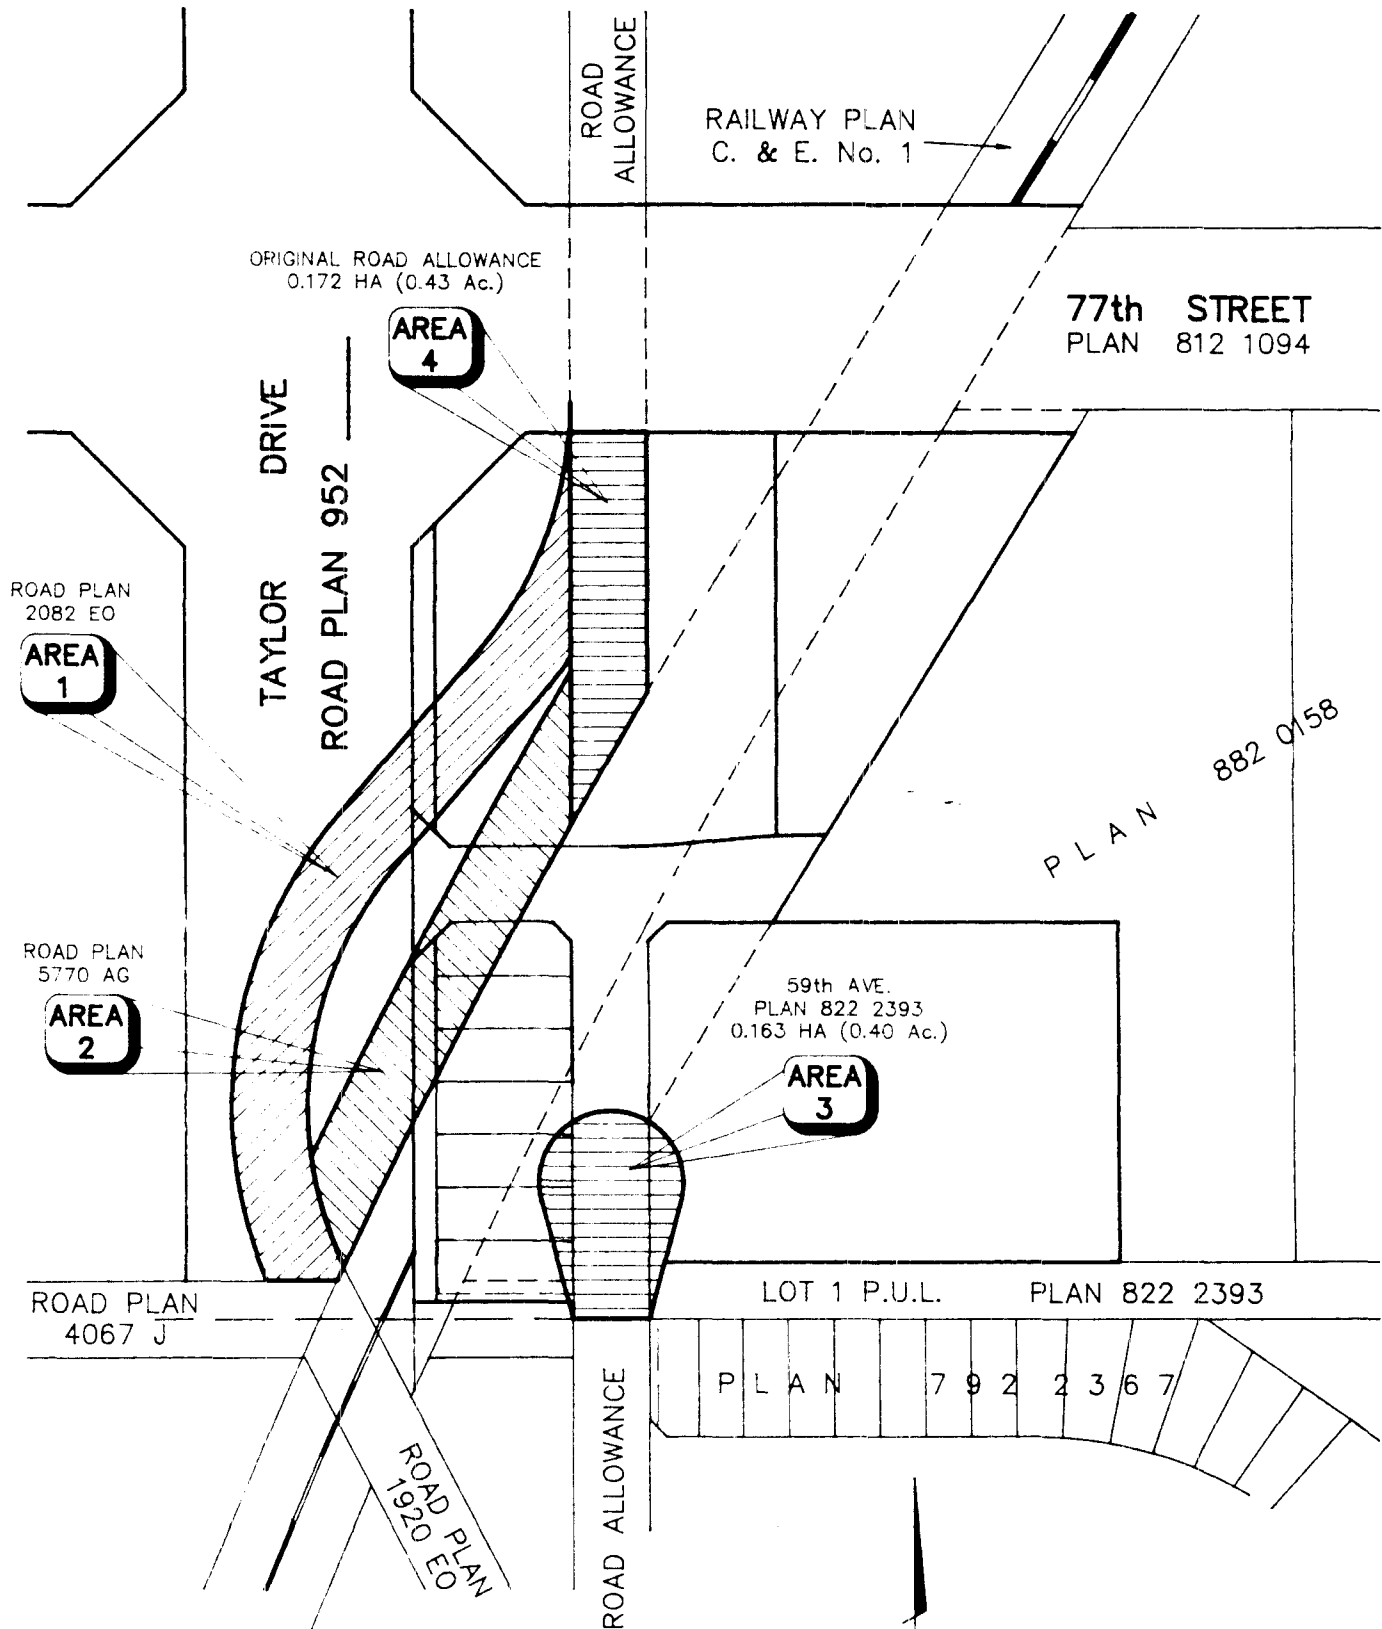 ROAD
ALLOWANCE
RAILWAY PLAN
C. & E. No. 1
ORIGINAL ROAD ALLOWANCE
0.172 HA (0.43 Ac.)
AREA
4
77th STREET
PLAN 812 1094
TAYLOR DRIVE
ROAD PLAN 952
ROAD PLAN
2082 EO
AREA
1
PLAN 882 0158
ROAD PLAN
5770 AG
AREA
2
59th AVE.
PLAN 822 2393
0.163 HA (0.40 Ac.)
AREA
3
LOT 1 P.U.L. PLAN 822 2393
ROAD PLAN
4067 J
PLAN 792 2367
ROAD PLAN
1920 EO
ROAD ALLOWANCE